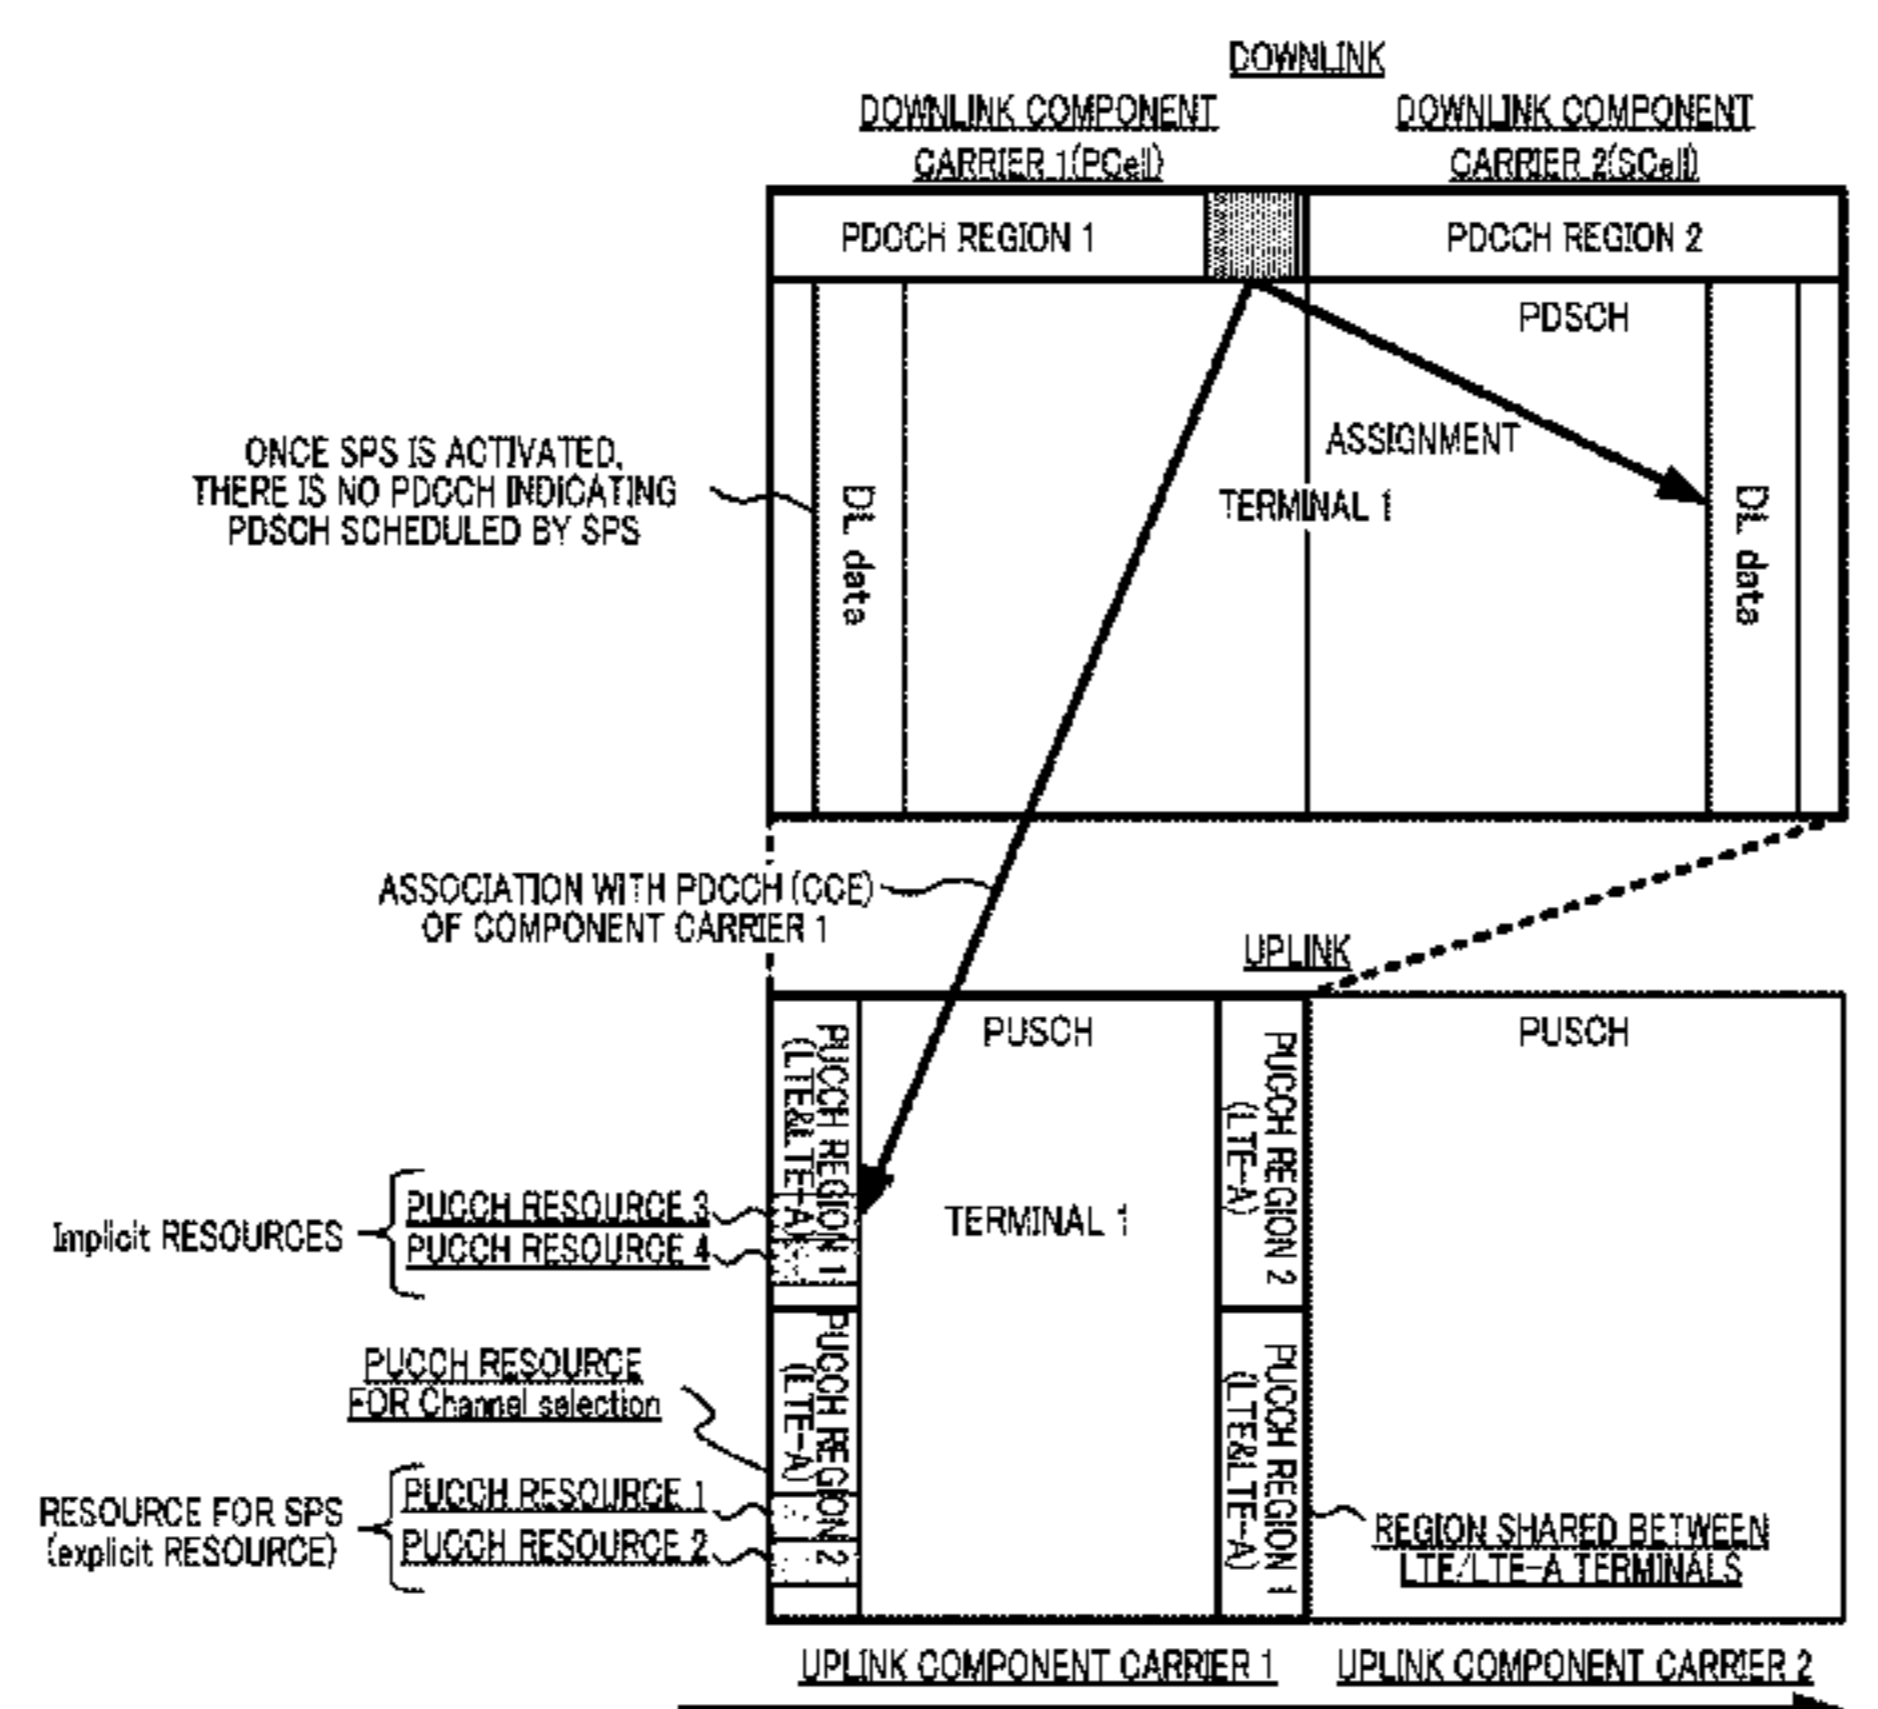 DOWNLINK
DOWNLINK COMPONENT
CARRIER 1(PCell)
DOWNLINK COMPONENT
CARRIER 2(SCell)
PDCCH REGION 1
PDCCH REGION 2
PDSCH
ASSIGNMENT
TERMINAL 1
ONCE SPS IS ACTIVATED,
THERE IS NO PDCCH INDICATING
PDSCH SCHEDULED BY SPS
DL data
DL data
ASSOCIATION WITH PDCCH (CCE)
OF COMPONENT CARRIER 1
UPLINK
PUCCH REGION 1
(LTE&LTE-A)
PUSCH
PUCCH REGION 2
(LTE-A)
PUSCH
Implicit RESOURCES
PUCCH RESOURCE 3
PUCCH RESOURCE 4
TERMINAL 1
PUCCH RESOURCE
FOR Channel selection
PUCCH REGION 2
(LTE-A)
PUCCH REGION 1
(LTE&LTE-A)
RESOURCE FOR SPS
(explicit RESOURCE)
PUCCH RESOURCE 1
PUCCH RESOURCE 2
REGION SHARED BETWEEN
LTE/LTE-A TERMINALS
UPLINK COMPONENT CARRIER 1
UPLINK COMPONENT CARRIER 2